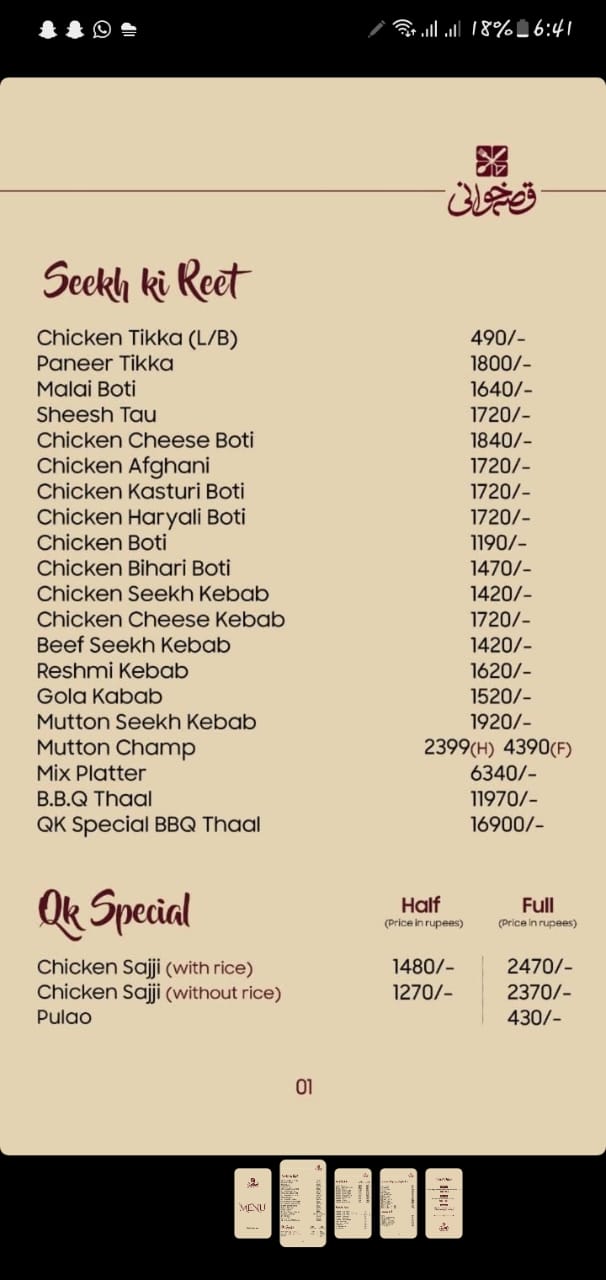 18% 6:41
قصہ خوانی
Seekh ki Reet
Chicken Tikka (L/B) 490/-
Paneer Tikka 1800/-
Malai Boti 1640/-
Sheesh Tau 1720/-
Chicken Cheese Boti 1840/-
Chicken Afghani 1720/-
Chicken Kasturi Boti 1720/-
Chicken Haryali Boti 1720/-
Chicken Boti 1190/-
Chicken Bihari Boti 1470/-
Chicken Seekh Kebab 1420/-
Chicken Cheese Kebab 1720/-
Beef Seekh Kebab 1420/-
Reshmi Kebab 1620/-
Gola Kabab 1520/-
Mutton Seekh Kebab 1920/-
Mutton Champ 2399(H) 4390(F)
Mix Platter 6340/-
B.B.Q Thaal 11970/-
QK Special BBQ Thaal 16900/-
Qk Special Half Full
(Price in rupees) (Price in rupees)
Chicken Sajji (with rice) 1480/- 2470/-
Chicken Sajji (without rice) 1270/- 2370/-
Pulao 430/-
01
MENU